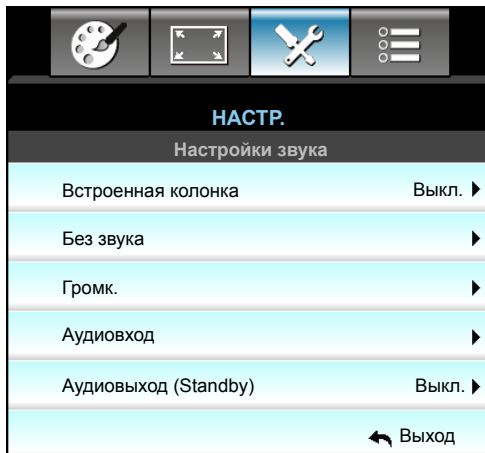 НАСТР.
Настройки звука
Встроенная колонка Выкл.
Без звука
Громк.
Аудиовход
Аудиовыход (Standby) Выкл.
Выход